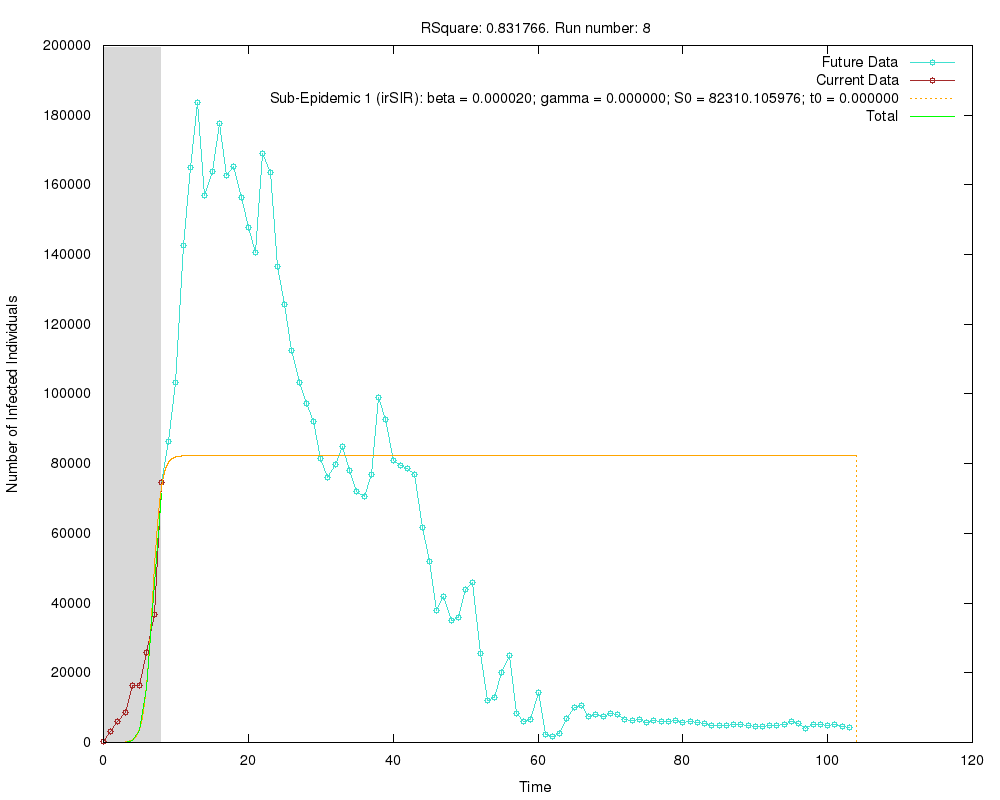 RSquare: 0.831766. Run number: 8
Future Data
Current Data
Sub-Epidemic 1 (irSIR): beta = 0.000020; gamma = 0.000000; S0 = 82310.105976; t0 = 0.000000
Total
200000
180000
160000
140000
120000
100000
80000
60000
40000
20000
0
Number of Infected Individuals
0 20 40 60 80 100 120
Time